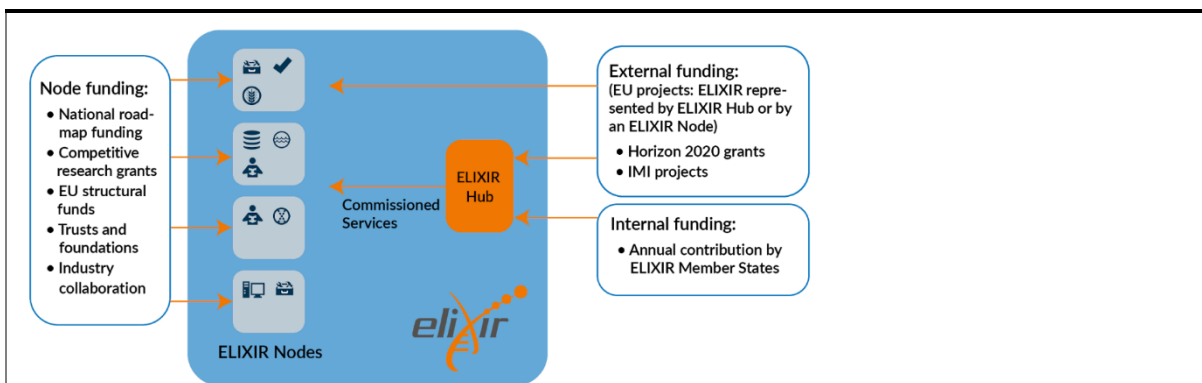 Node funding:
• National road-
map funding
• Competitive
research grants
• EU structural
funds
• Trusts and
foundations
• Industry
collaboration
ELIXIR Nodes
Commissioned
Services
ELIXIR
Hub
elixir
External funding:
(EU projects: ELIXIR repre-
sented by ELIXIR Hub or by
an ELIXIR Node)
• Horizon 2020 grants
• IMI projects
Internal funding:
• Annual contribution by
ELIXIR Member States